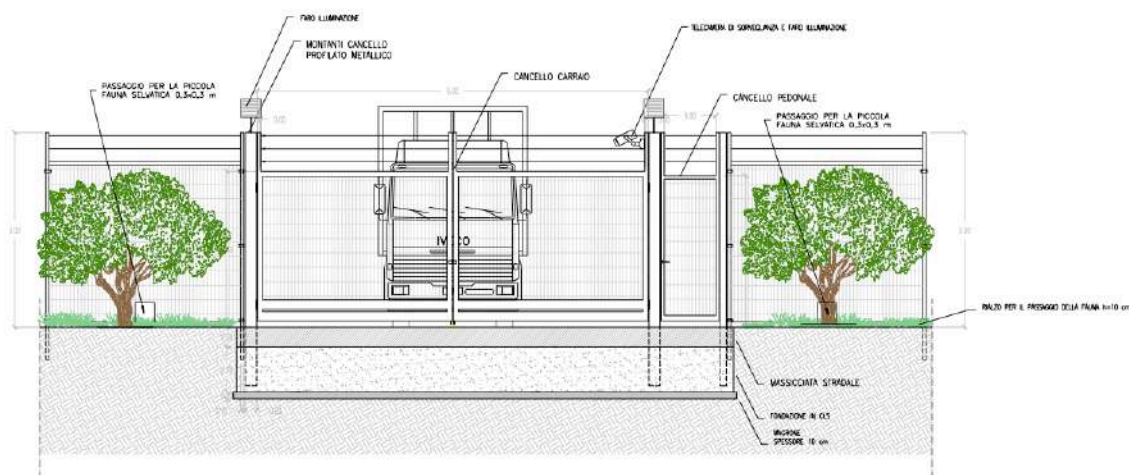 FARO ILLUMINAZIONE
MONTANTI CANCELLO
PROFILATO METALLICO
TELECAMERA DI SORVEGLIANZA E FARO ILLUMINAZIONE
PASSAGGIO PER LA PICCOLA
FAUNA SELVATICA 0.3x0.3 m
CANCELLO CARRAIO
CANCELLO PEDONALE
PASSAGGIO PER LA PICCOLA
FAUNA SELVATICA 0.3x0.3 m
IVECO
RIALZO PER IL PASSAGGIO DELLA FAUNA h=10 cm
MASSICCIATA STRADALE
FONDAZIONE IN CLS
MAGRONE
SPESSORE 10 cm